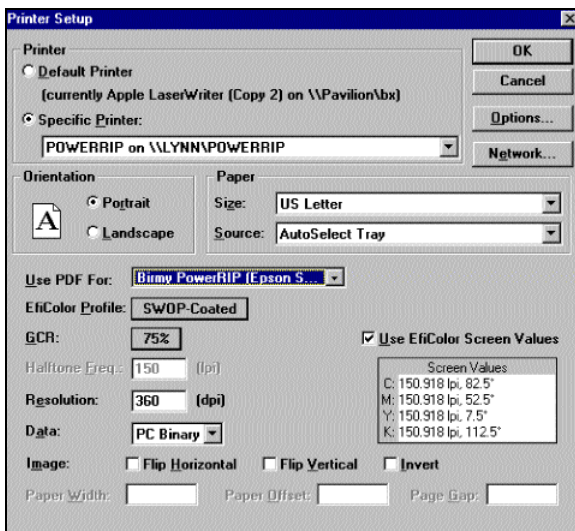 Printer Setup
Printer
OK
Default Printer
(currently Apple LaserWriter (Copy 2) on \\Pavilion\bx)
Cancel
Specific Printer:
Options...
POWERRIP on \\LYNN\POWERRIP
Network...
Orientation
Paper
Portrait
Size: US Letter
A
Landscape
Source: AutoSelect Tray
Use PDF For: Birmy PowerRIP (Epson S...
EfiColor Profile: SWOP-Coated
GCR: 75%
Use EfiColor Screen Values
Halftone Freq.: 150 (lpi)
Screen Values
C: 150.918 lpi, 82.5°
M: 150.918 lpi, 52.5°
Y: 150.918 lpi, 7.5°
K: 150.918 lpi, 112.5°
Resolution: 360 (dpi)
Data: PC Binary
Image: Flip Horizontal Flip Vertical Invert
Paper Width: Paper Offset: Page Gap: